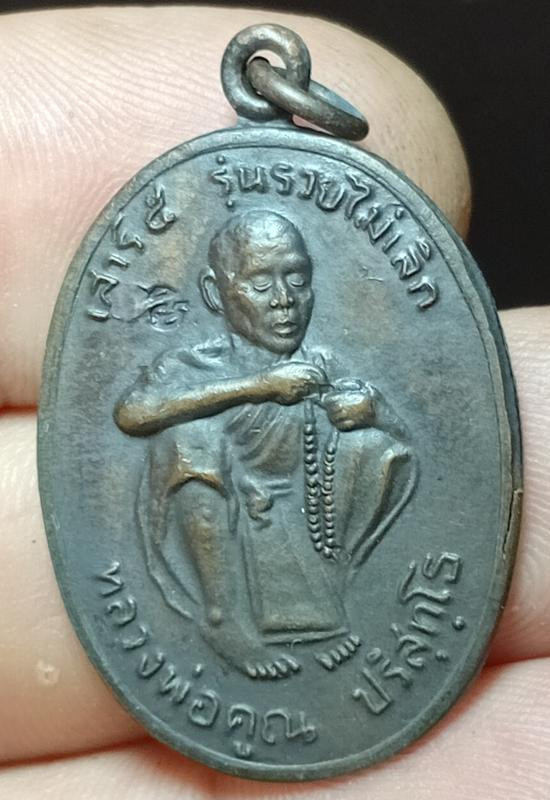 เสาร์ ๕ รุ่นรวยไม่เลิก
หลวงพ่อคูณ ปริสุทฺโธ